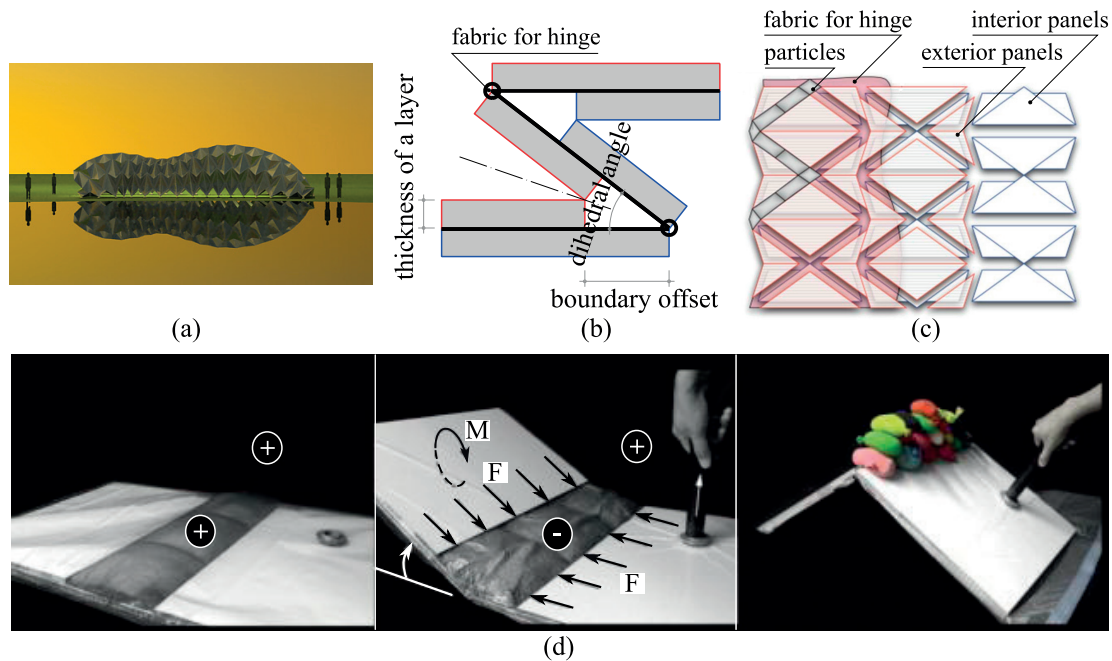 fabric for hinge
thickness of a layer
dihedral angle
boundary offset
fabric for hinge
particles
interior panels
exterior panels
(a)
(b)
(c)
+
+
M
F
+
-
F
(d)